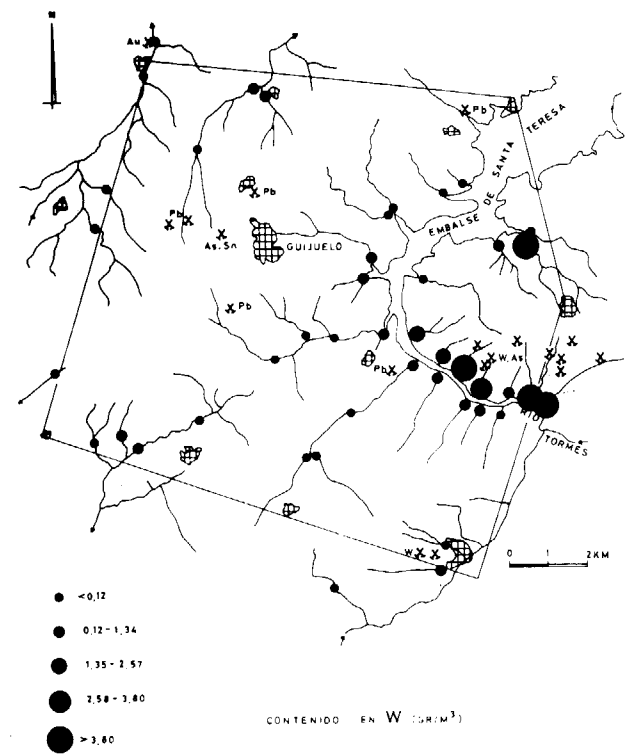 N
Au
Pb
EMBALSE DE SANTA TERESA
Pb
Pb
As. Sn
GUIJUELO
Pb
W. As
Pb
RIO TORMES
W
0 1 2 KM
<0,12
0,12-1,34
1,35-2,57
2,58-3,80
>3,80
CONTENIDO EN W (GR/M³)